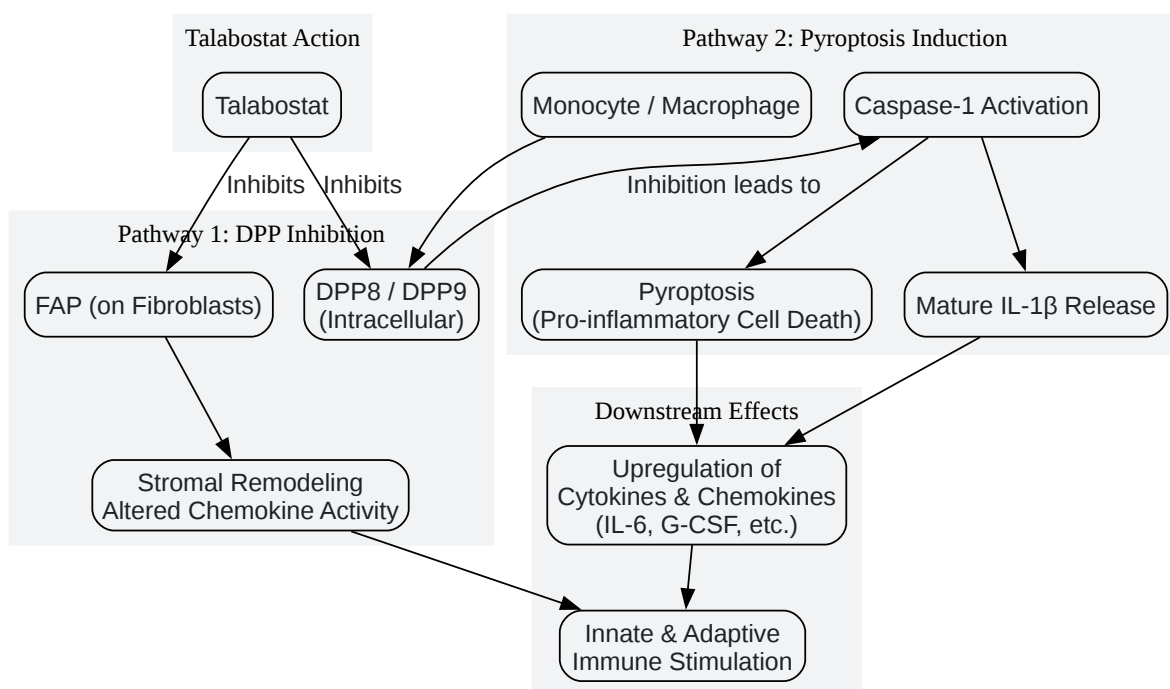 Talabostat Action
Pathway 2: Pyroptosis Induction
Talabostat
Monocyte / Macrophage
Caspase-1 Activation
Inhibits
Inhibits
Inhibition leads to
Pathway 1: DPP Inhibition
FAP (on Fibroblasts)
DPP8 / DPP9
(Intracellular)
Pyroptosis
(Pro-inflammatory Cell Death)
Mature IL-1β Release
Downstream Effects
Stromal Remodeling
Altered Chemokine Activity
Upregulation of
Cytokines & Chemokines
(IL-6, G-CSF, etc.)
Innate & Adaptive
Immune Stimulation